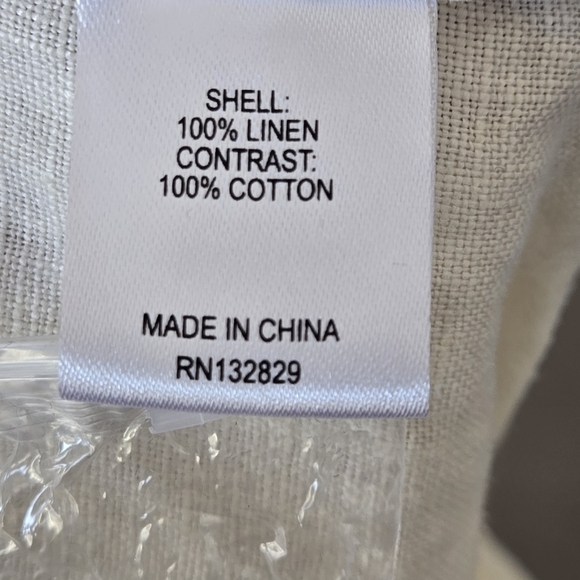 SHELL:
100% LINEN
CONTRAST:
100% COTTON
MADE IN CHINA
RN132829